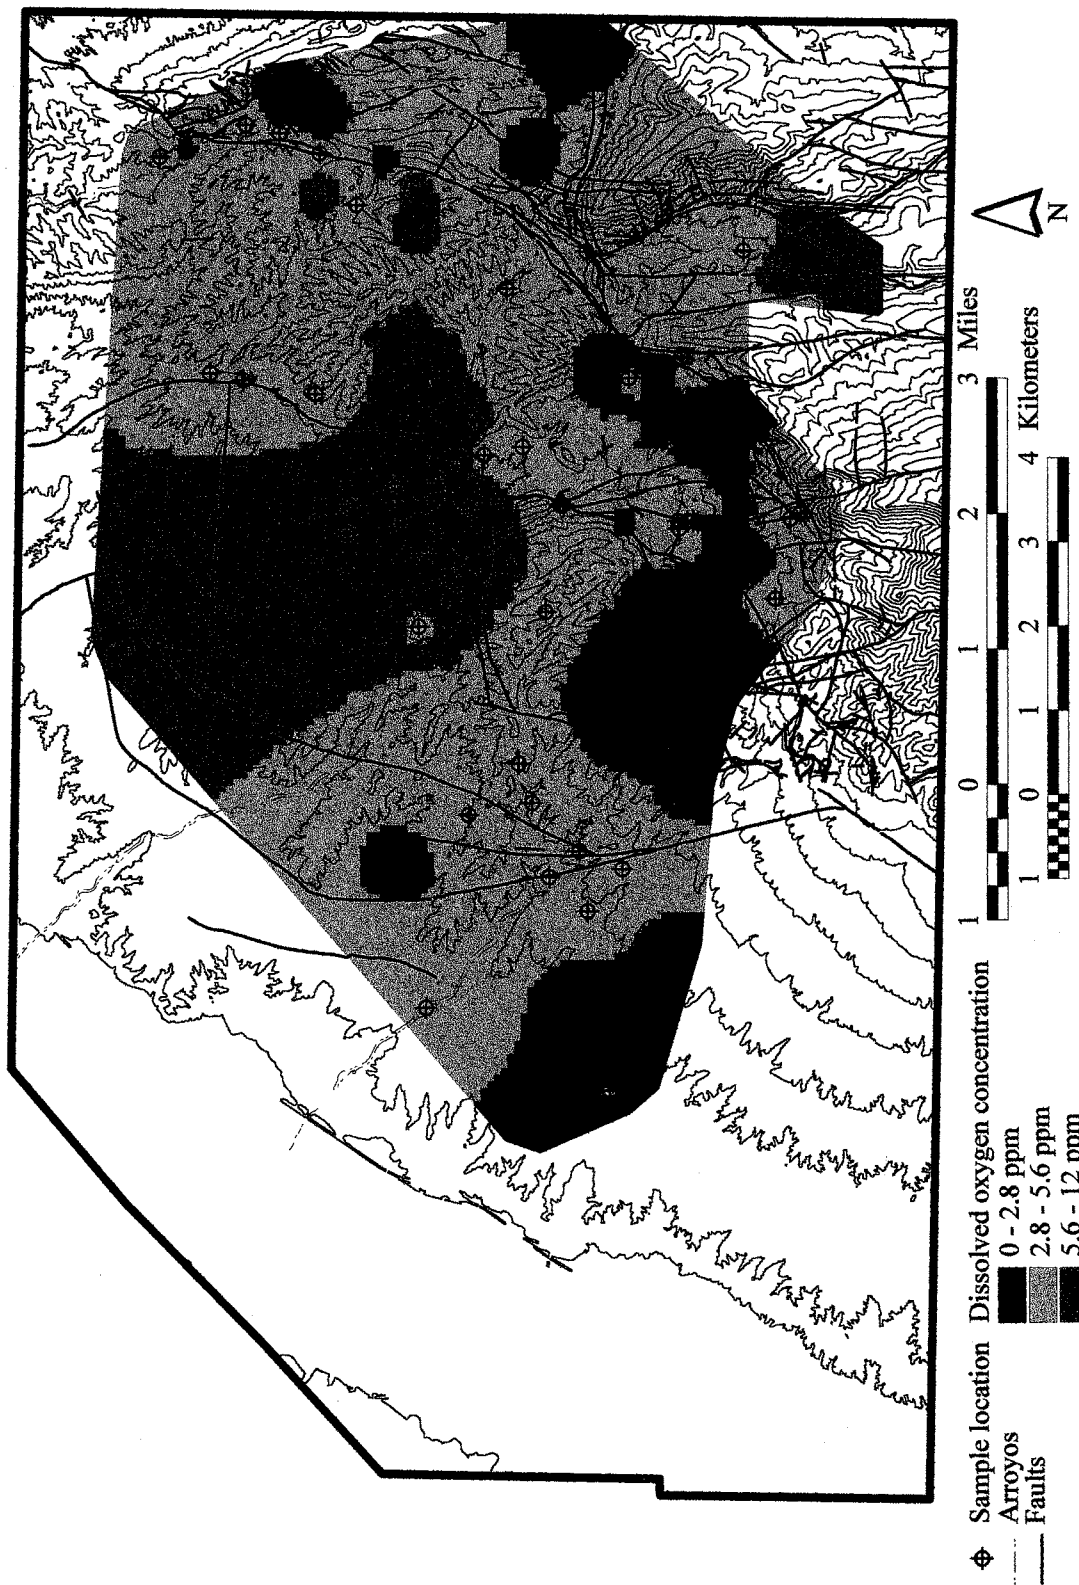 Sample location
Arroyos
Faults
Dissolved oxygen concentration
0 - 2.8 ppm
2.8 - 5.6 ppm
5.6 - 12 ppm
1 0 1 2 3 Miles
1 0 1 2 3 4 Kilometers
N